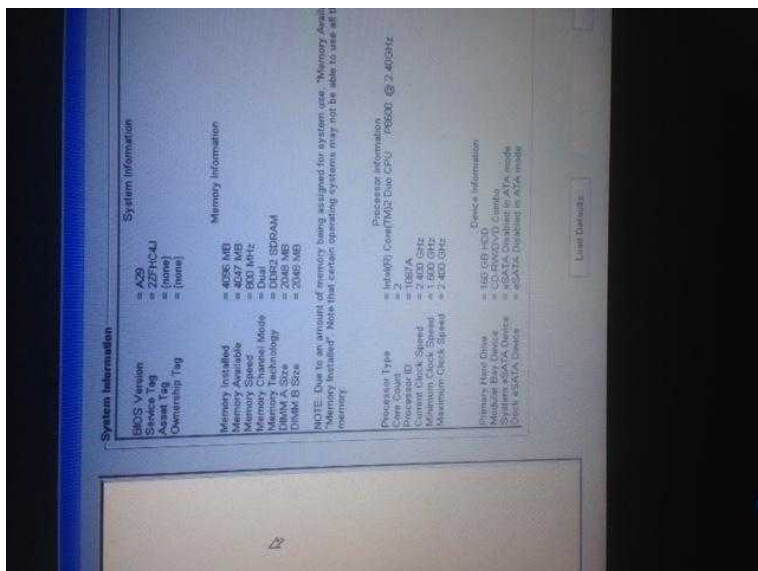 System Information
System Information
BIOS Version = A29
Service Tag = 2ZFHC4J
Asset Tag = (none)
Ownership Tag = (none)
Memory Information
Memory Installed = 4096 MB
Memory Available = 4047 MB
Memory Speed = 800 MHz
Memory Channel Mode = Dual
Memory Technology = DDR2 SDRAM
DIMM A Size = 2048 MB
DIMM B Size = 2048 MB
NOTE: Due to an amount of memory being assigned for system use, "Memory
"Memory Installed". Note that certain operating systems may not be able to use all
memory.
Processor Information
Processor Type = Intel(R) Core(TM)2 Duo CPU P8600 @ 2.40GHz
Core Count = 2
Processor ID = 1067A
Current Clock Speed = 2.400 GHz
Minimum Clock Speed = 1.600 GHz
Maximum Clock Speed = 2.400 GHz
Device Information
Primary Hard Drive = 160 GB HDD
Modular Bay Device = CD-RW/DVD Combo
System eSATA Device = eSATA Disabled in ATA mode
Dock eSATA Device = eSATA Disabled in ATA mode
Load Defaults